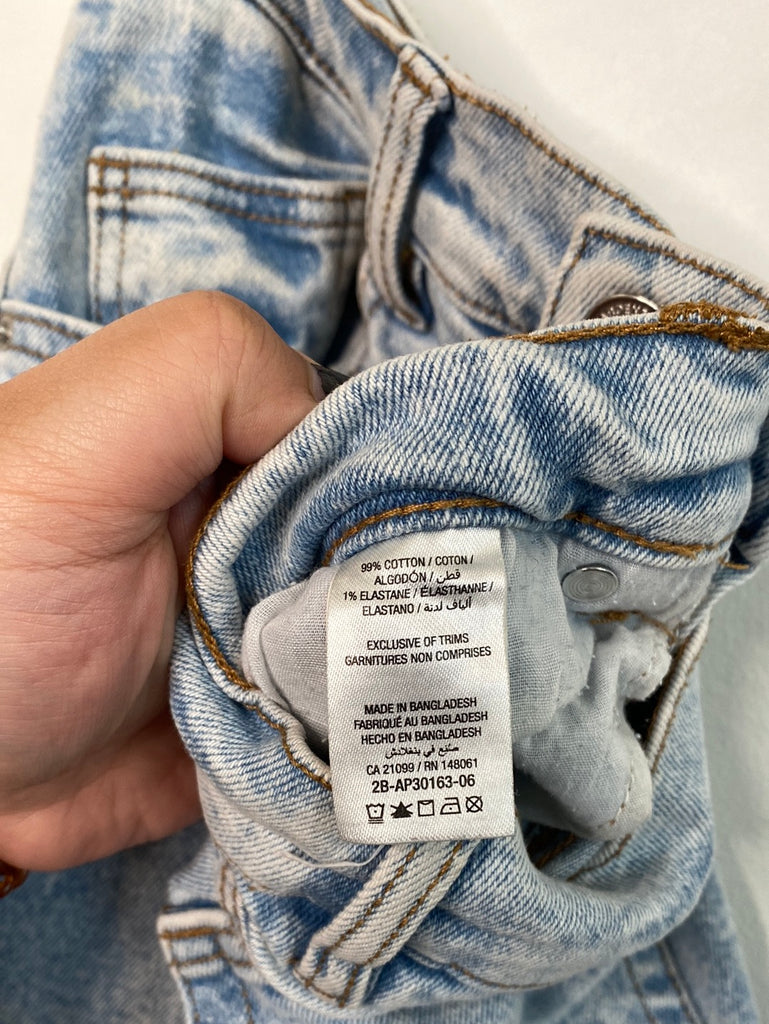 99% COTTON / COTON /
ALGODÓN / قطن
1% ELASTANE / ÉLASTHANNE /
ELASTANO / ألياف لدنة
EXCLUSIVE OF TRIMS
GARNITURES NON COMPRISES
MADE IN BANGLADESH
FABRIQUÉ AU BANGLADESH
HECHO EN BANGLADESH
صنع في بنغلادش
CA 21099 / RN 148061
2B-AP30163-06